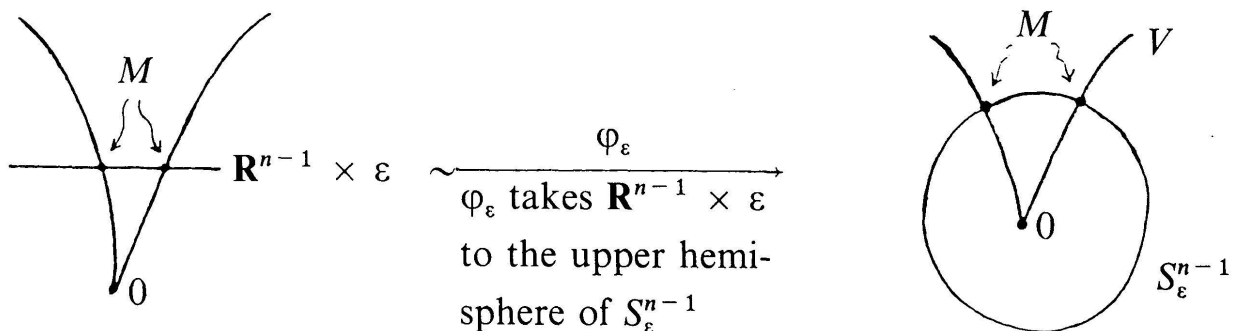 M
R^{n-1} × ε
0
φ_ε
φ_ε takes R^{n-1} × ε
to the upper hemi-
sphere of S_ε^{n-1}
M
V
0
S_ε^{n-1}